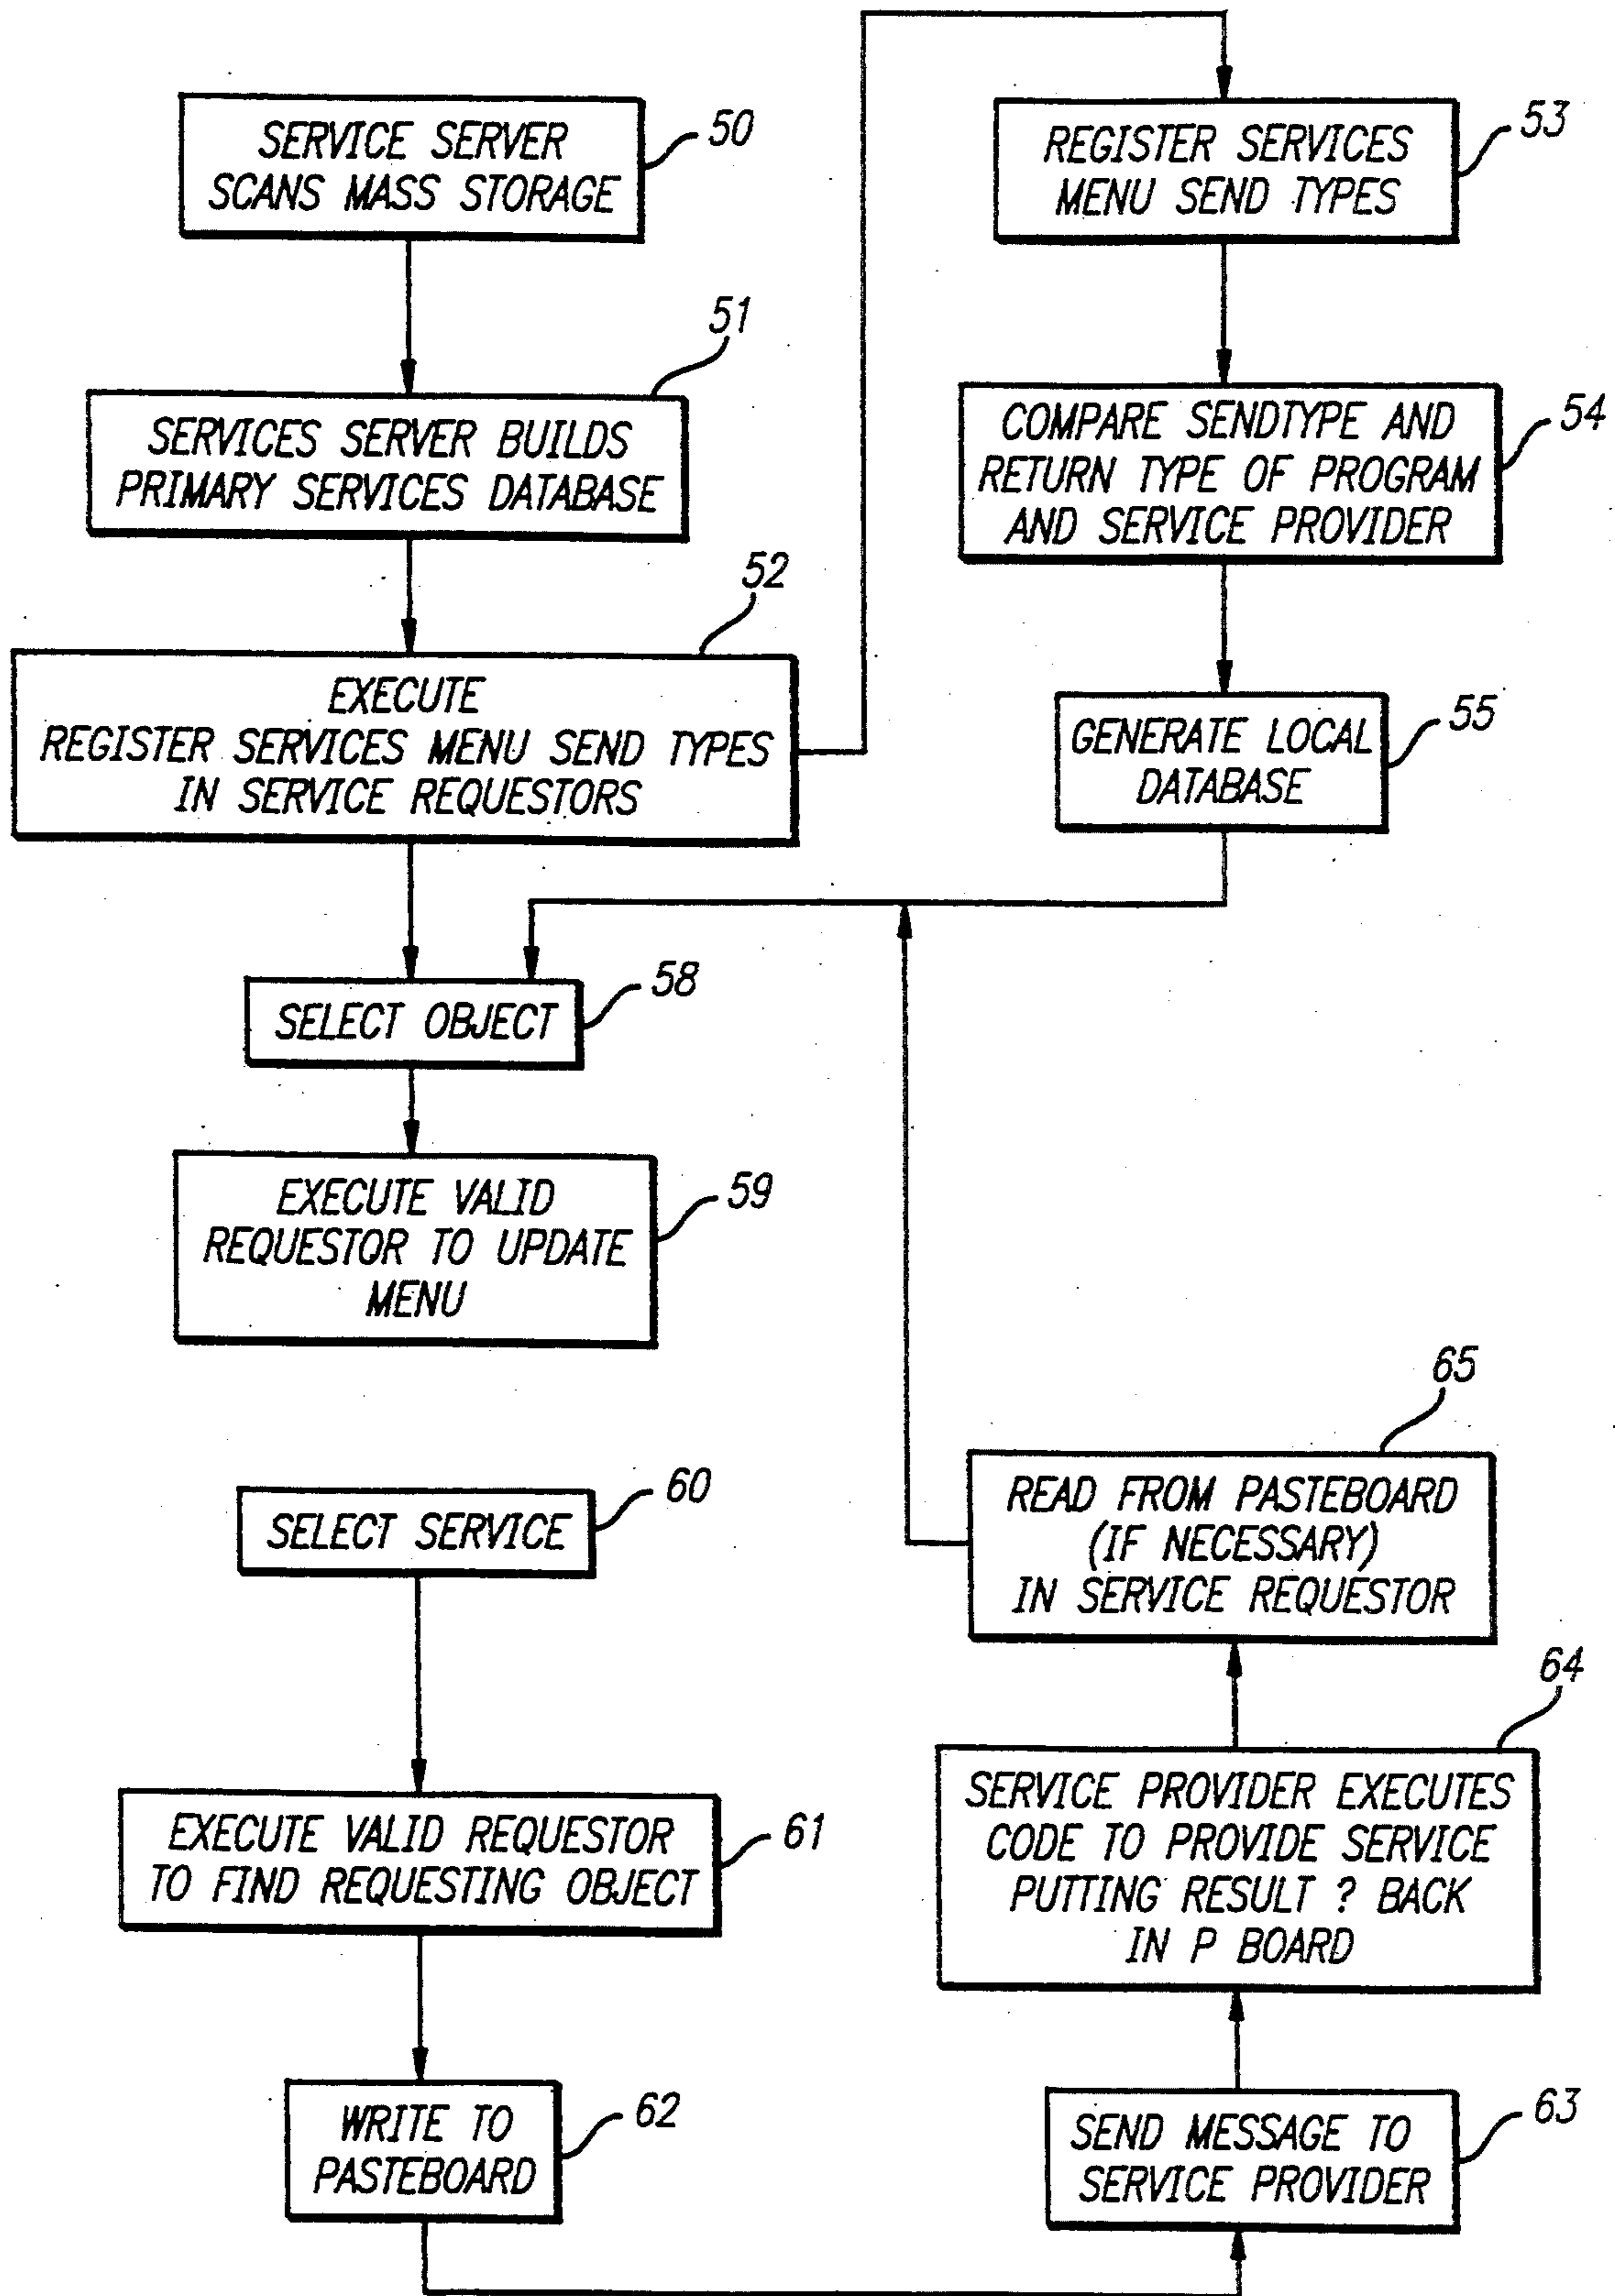 SERVICE SERVER
SCANS MASS STORAGE
50
SERVICES SERVER BUILDS
PRIMARY SERVICES DATABASE
51
EXECUTE
REGISTER SERVICES MENU SEND TYPES
IN SERVICE REQUESTORS
52
REGISTER SERVICES
MENU SEND TYPES
53
COMPARE SENDTYPE AND
RETURN TYPE OF PROGRAM
AND SERVICE PROVIDER
54
GENERATE LOCAL
DATABASE
55
SELECT OBJECT
58
EXECUTE VALID
REQUESTOR TO UPDATE
MENU
59
SELECT SERVICE
60
EXECUTE VALID REQUESTOR
TO FIND REQUESTING OBJECT
61
WRITE TO
PASTEBOARD
62
SEND MESSAGE TO
SERVICE PROVIDER
63
SERVICE PROVIDER EXECUTES
CODE TO PROVIDE SERVICE
PUTTING RESULT ? BACK
IN P BOARD
64
READ FROM PASTEBOARD
(IF NECESSARY)
IN SERVICE REQUESTOR
65